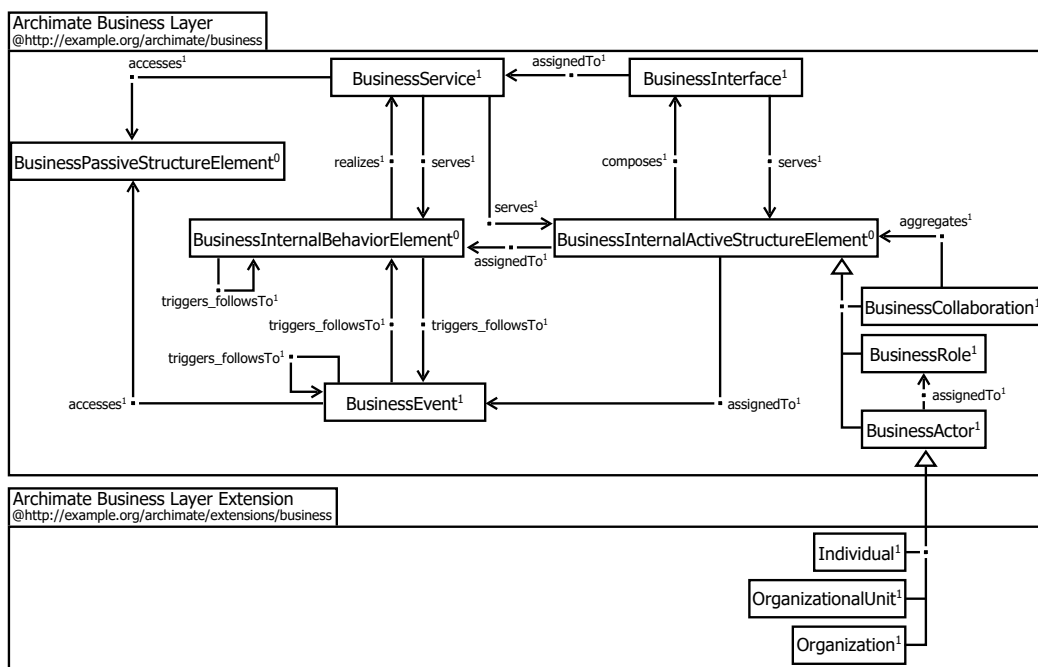 Archimate Business Layer
@http://example.org/archimate/business
accesses¹
BusinessService¹
assignedTo¹
BusinessInterface¹
BusinessPassiveStructureElement⁰
realizes¹
serves¹
composes¹
serves¹
serves¹
BusinessInternalBehaviorElement⁰
BusinessInternalActiveStructureElement⁰
aggregates¹
assignedTo¹
triggers_followsTo¹
BusinessCollaboration¹
triggers_followsTo¹
triggers_followsTo¹
triggers_followsTo¹
BusinessRole¹
accesses¹
BusinessEvent¹
assignedTo¹
assignedTo¹
BusinessActor¹
Archimate Business Layer Extension
@http://example.org/archimate/extensions/business
Individual¹
OrganizationalUnit¹
Organization¹